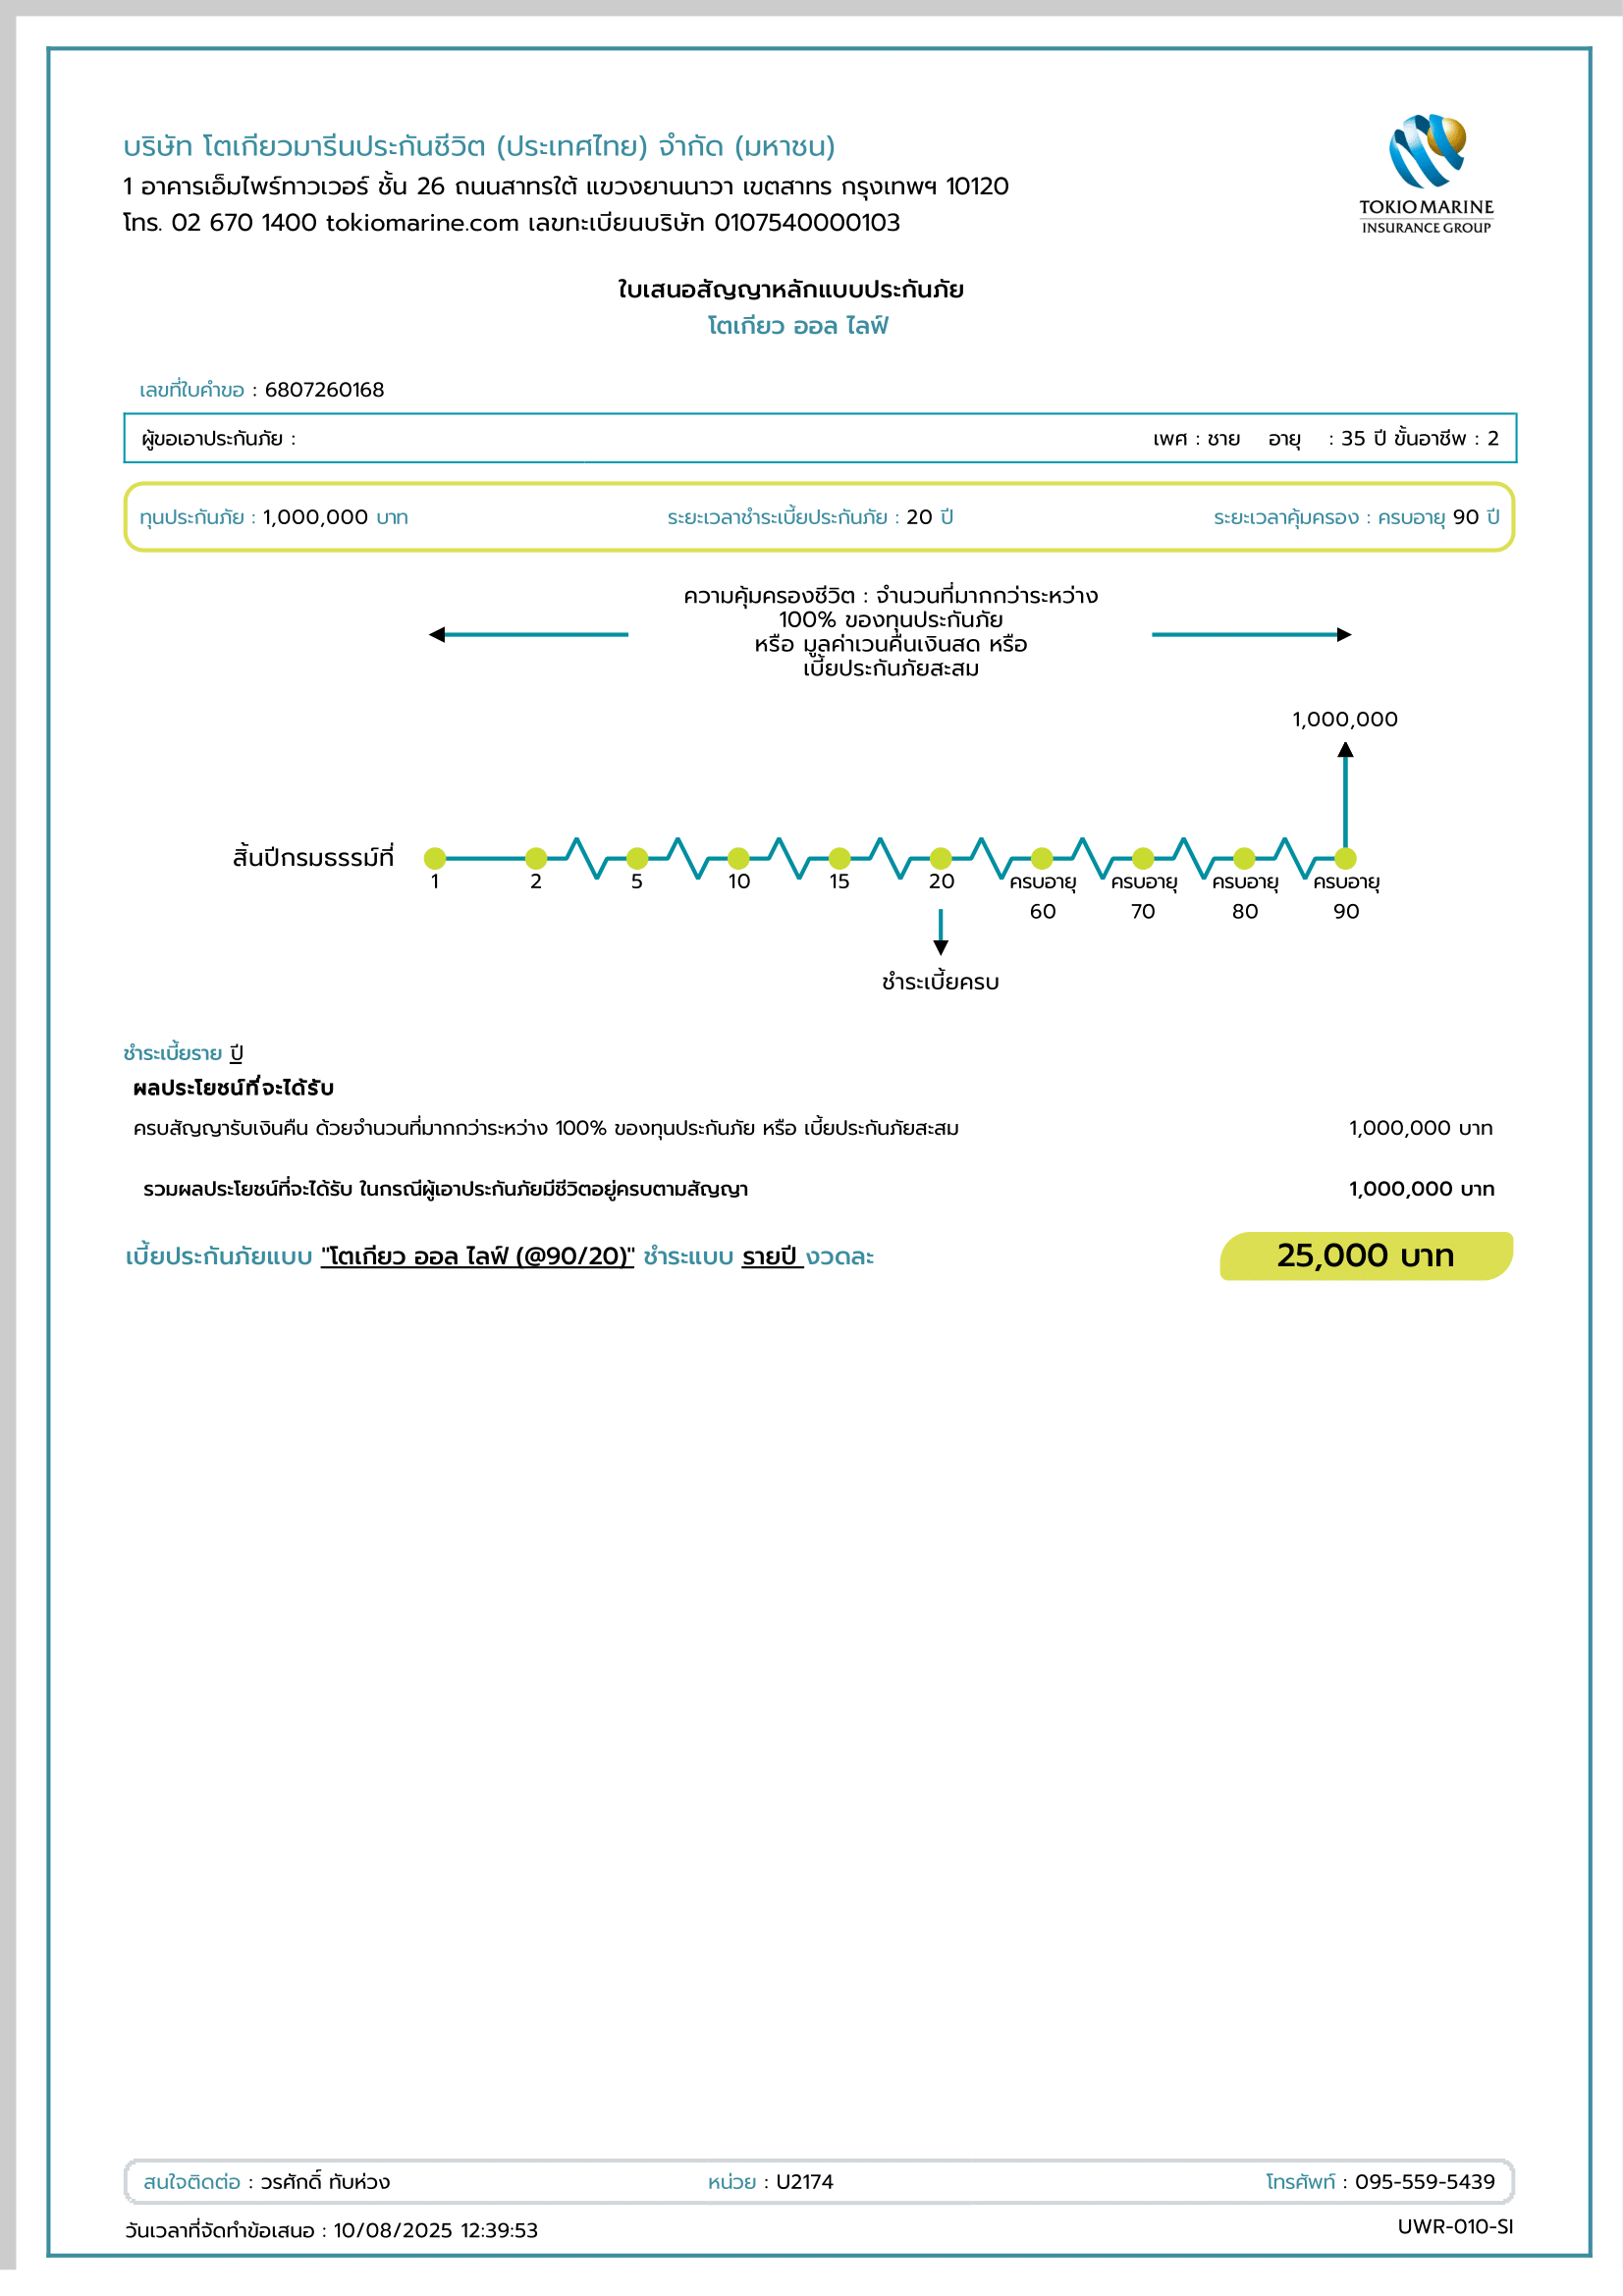 บริษัท โตเกียวมารีนประกันชีวิต (ประเทศไทย) จำกัด (มหาชน)
1 อาคารเอ็มไพร์ทาวเวอร์ ชั้น 26 ถนนสาทรใต้ แขวงยานนาวา เขตสาทร กรุงเทพฯ 10120
โทร. 02 670 1400 tokiomarine.com เลขทะเบียนบริษัท 0107540000103
TOKIO MARINE
INSURANCE GROUP
ใบเสนอสัญญาหลักแบบประกันภัย
โตเกียว ออล ไลฟ์
เลขที่ใบคำขอ : 6807260168
ผู้ขอเอาประกันภัย : เพศ : ชาย อายุ : 35 ปี ขั้นอาชีพ : 2
ทุนประกันภัย : 1,000,000 บาท ระยะเวลาชำระเบี้ยประกันภัย : 20 ปี ระยะเวลาคุ้มครอง : ครบอายุ 90 ปี
ความคุ้มครองชีวิต : จำนวนที่มากกว่าระหว่าง
100% ของทุนประกันภัย
หรือ มูลค่าเวนคืนเงินสด หรือ
เบี้ยประกันภัยสะสม
1,000,000
สิ้นปีกรมธรรม์ที่
1 2 5 10 15 20 ครบอายุ ครบอายุ ครบอายุ ครบอายุ
60 70 80 90
ชำระเบี้ยครบ
ชำระเบี้ยราย ปี
ผลประโยชน์ที่จะได้รับ
ครบสัญญารับเงินคืน ด้วยจำนวนที่มากกว่าระหว่าง 100% ของทุนประกันภัย หรือ เบี้ยประกันภัยสะสม 1,000,000 บาท
รวมผลประโยชน์ที่จะได้รับ ในกรณีผู้เอาประกันภัยมีชีวิตอยู่ครบตามสัญญา 1,000,000 บาท
เบี้ยประกันภัยแบบ "โตเกียว ออล ไลฟ์ (@90/20)" ชำระแบบ รายปี งวดละ 25,000 บาท
สนใจติดต่อ : วรศักดิ์ ทับห่วง หน่วย : U2174 โทรศัพท์ : 095-559-5439
วันเวลาที่จัดทำข้อเสนอ : 10/08/2025 12:39:53 UWR-010-SI